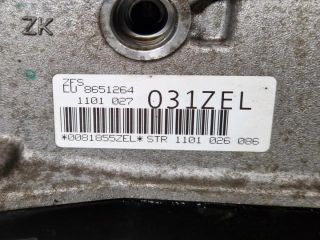 ZK
ZFS
EU 8651264
1101 027 031ZEL
*0081855ZEL* STR 1101 026 086